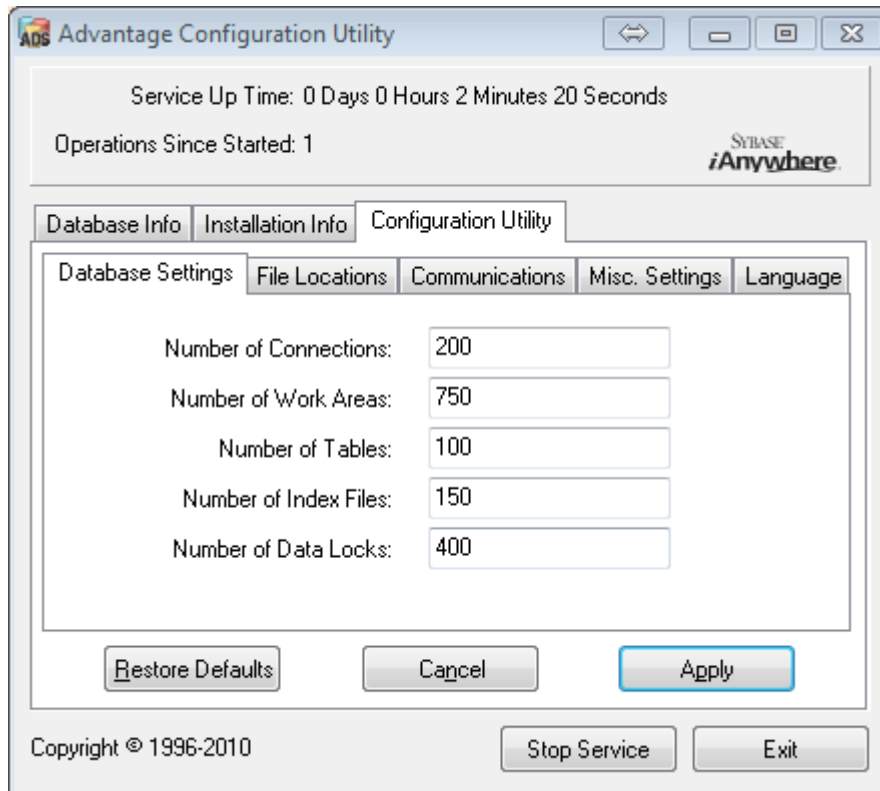 ADS Advantage Configuration Utility
Service Up Time: 0 Days 0 Hours 2 Minutes 20 Seconds
Operations Since Started: 1
SYBASE
iAnywhere.
Database Info Installation Info Configuration Utility
Database Settings File Locations Communications Misc. Settings Language
Number of Connections: 200
Number of Work Areas: 750
Number of Tables: 100
Number of Index Files: 150
Number of Data Locks: 400
Restore Defaults Cancel Apply
Copyright © 1996-2010 Stop Service Exit